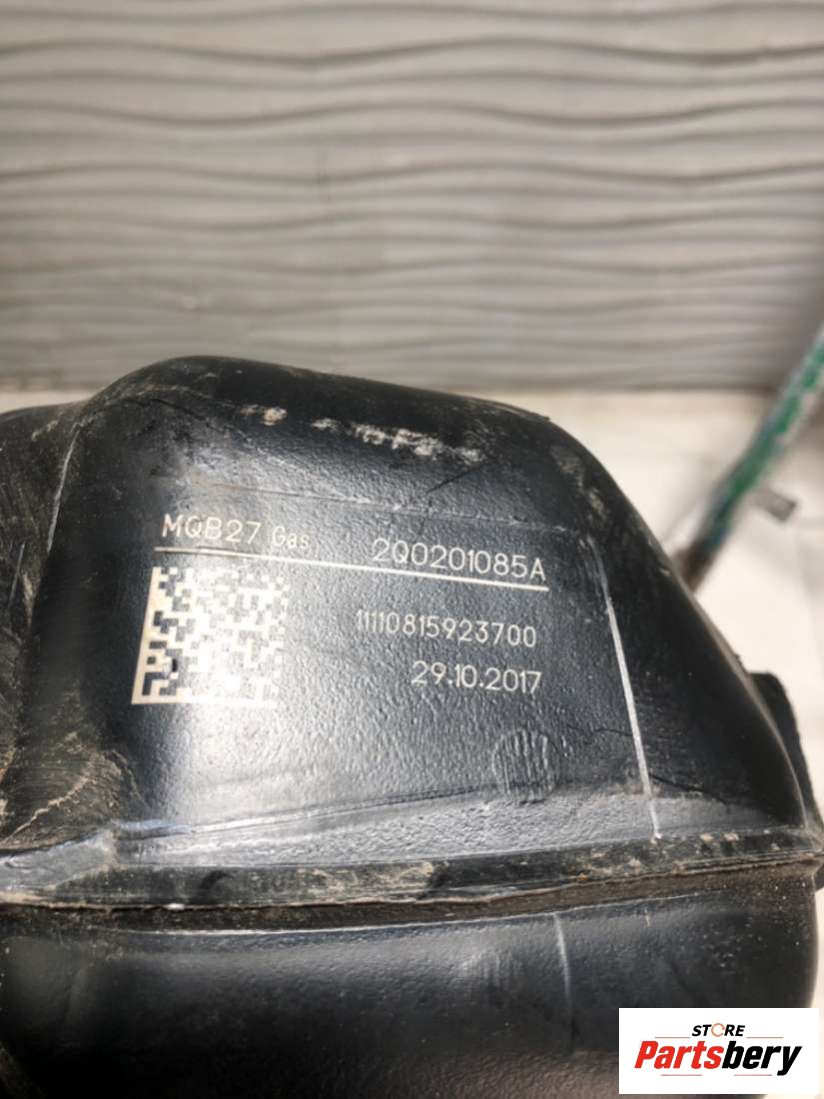 MQB27 Gas 2Q0201085A
11110815923700
29.10.2017
STORE
Partsbery